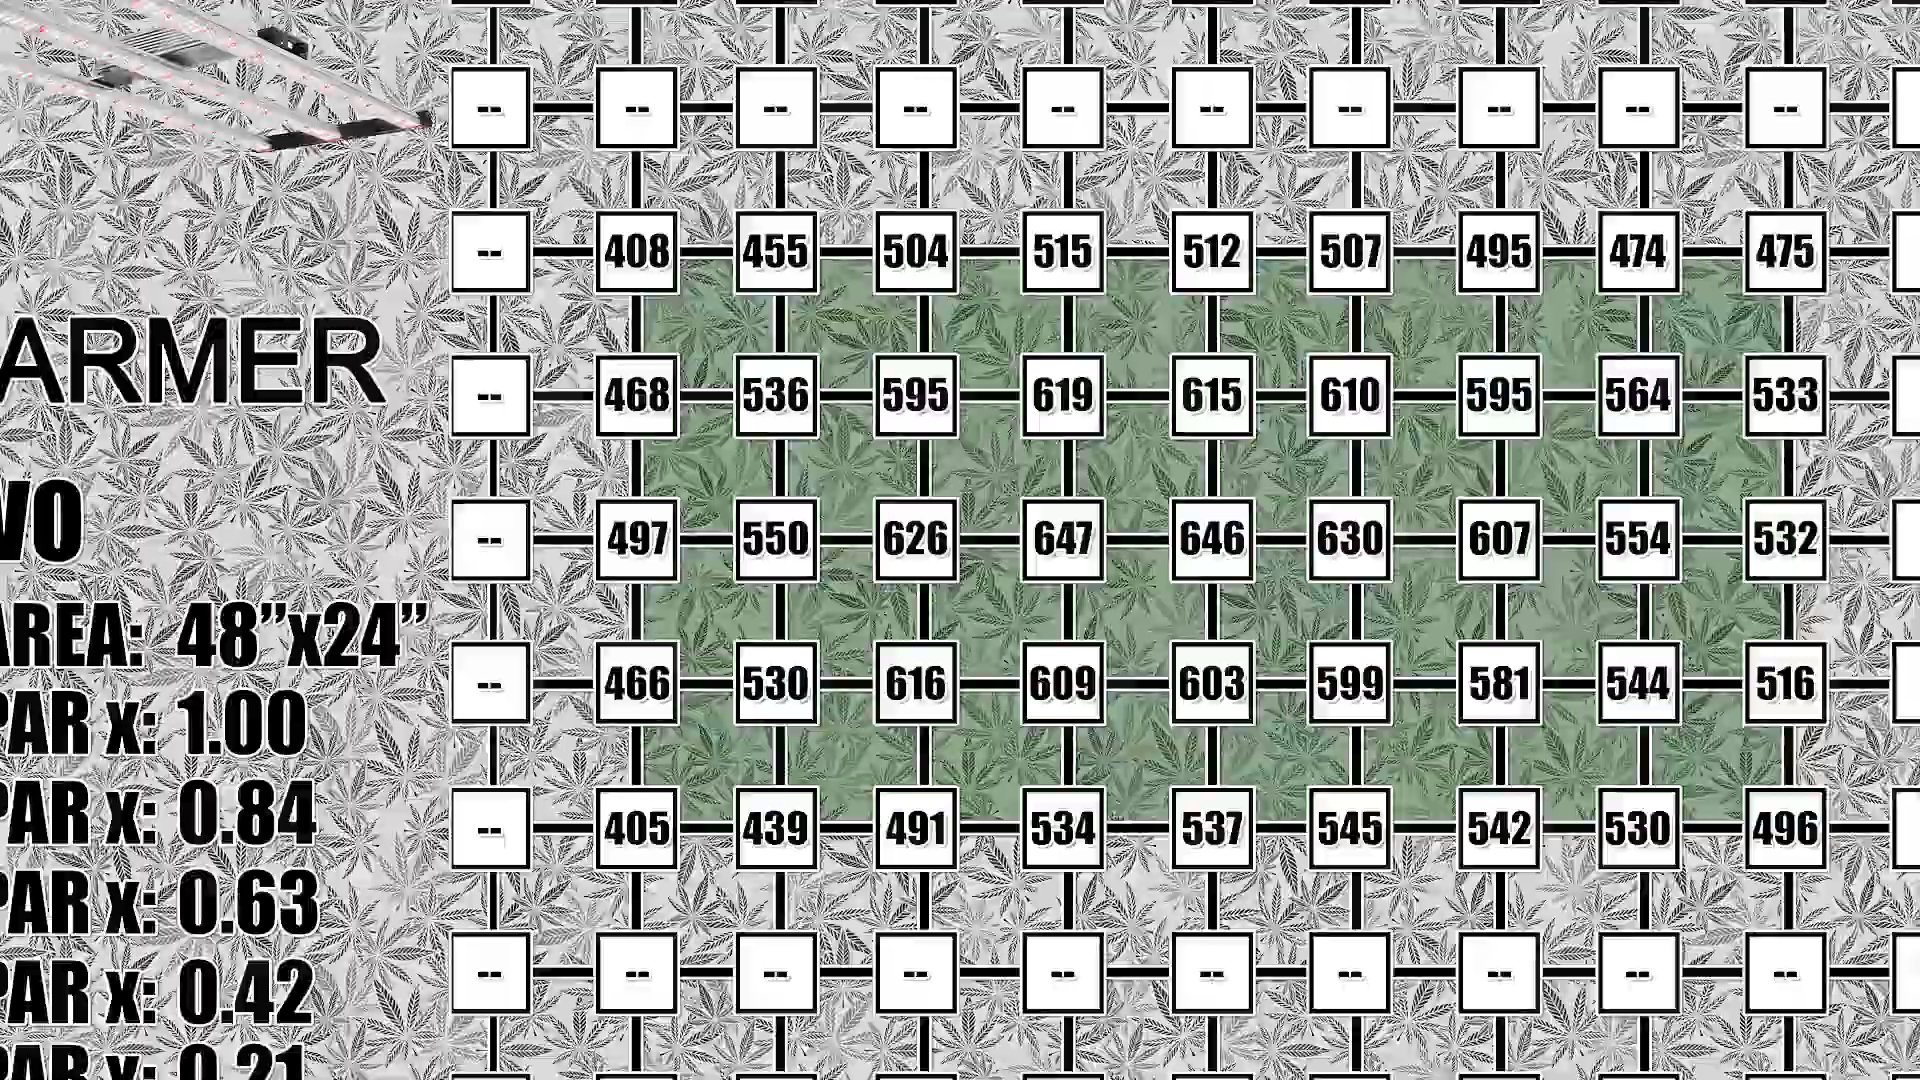 ARMER
VO
AREA: 48”x24”
PAR x: 1.00
PAR x: 0.84
PAR x: 0.63
PAR x: 0.42
PAR x: 0.21
-- -- -- -- -- -- -- -- -- --
-- 408 455 504 515 512 507 495 474 475
-- 468 536 595 619 615 610 595 564 533
-- 497 550 626 647 646 630 607 554 532
-- 466 530 616 609 603 599 581 544 516
-- 405 439 491 534 537 545 542 530 496
-- -- -- -- -- -- -- -- -- --